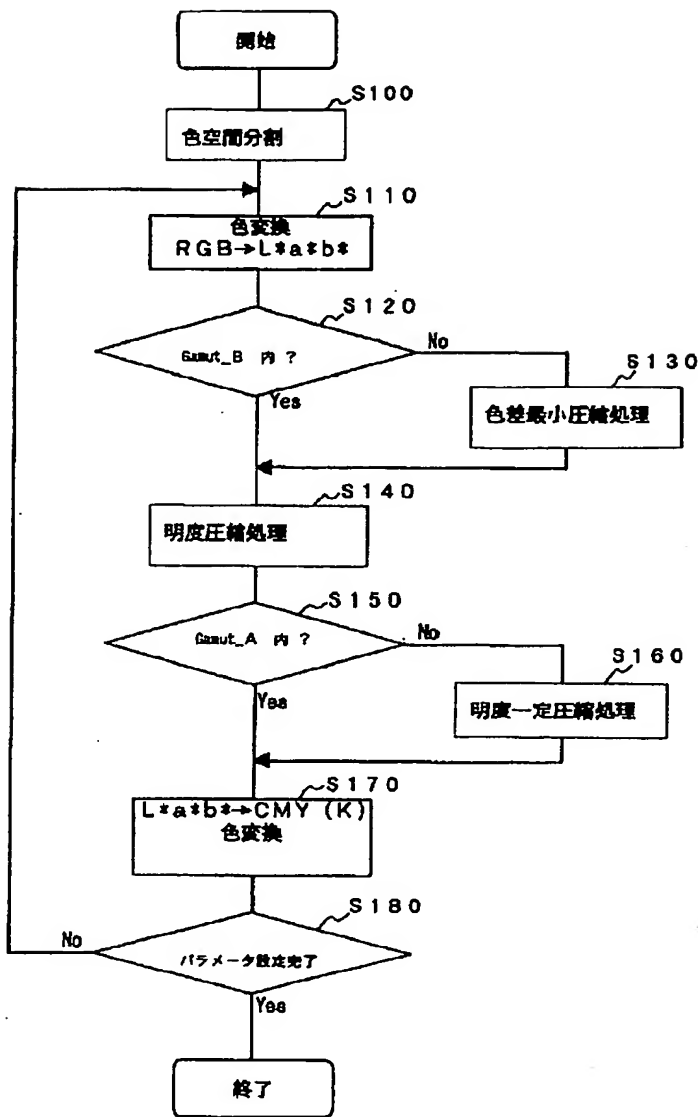 開始
S100
色空間分割
S110
色変換
RGB→L*a*b*
S120
Gamut_B 内 ?
No
Yes
S130
色差最小圧縮処理
S140
明度圧縮処理
S150
Gamut_A 内 ?
No
Yes
S160
明度一定圧縮処理
S170
L*a*b*→CMY (K)
色変換
S180
パラメータ設定完了
No
Yes
終了